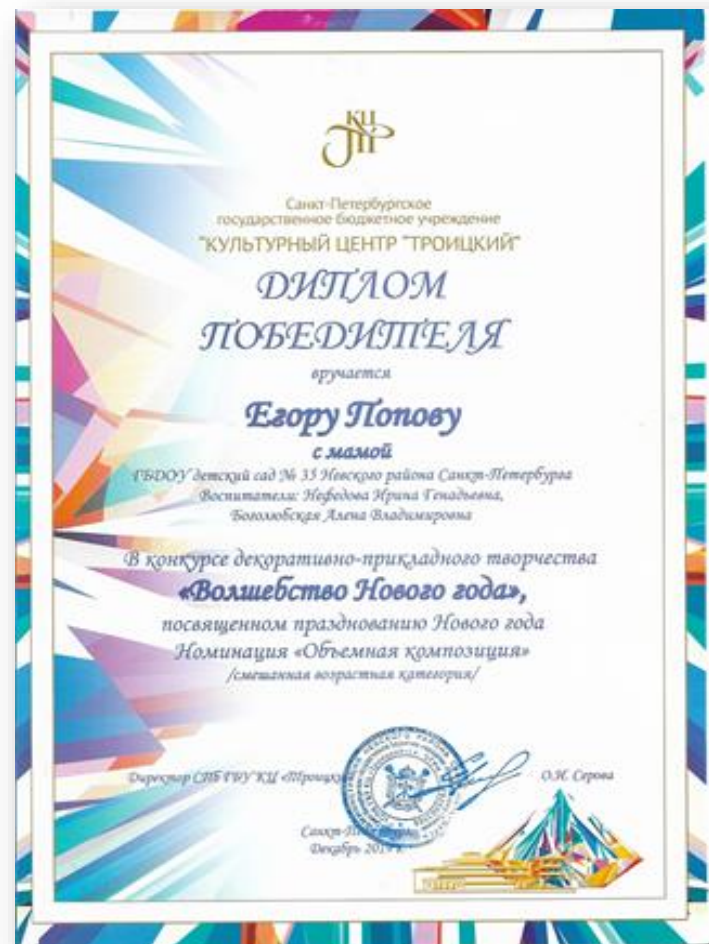 КЦ
ТР
Санкт-Петербургское
государственное бюджетное учреждение
"КУЛЬТУРНЫЙ ЦЕНТР "ТРОИЦКИЙ"
ДИПЛОМ
ПОБЕДИТЕЛЯ
вручается
Егору Попову
с мамой
ГБДОУ детский сад № 35 Невского района Санкт-Петербурга
Воспитатели: Нефедова Ирина Генадьевна,
Боголюбская Алена Владимировна
В конкурсе декоративно-прикладного творчества
«Волшебство Нового года»,
посвященном празднованию Нового года
Номинация «Объемная композиция»
/смешанная возрастная категория/
Директор СПБ ГБУ КЦ «Троицкий О.Н. Серова
Санкт-Петербург
Декабрь 2019 г.